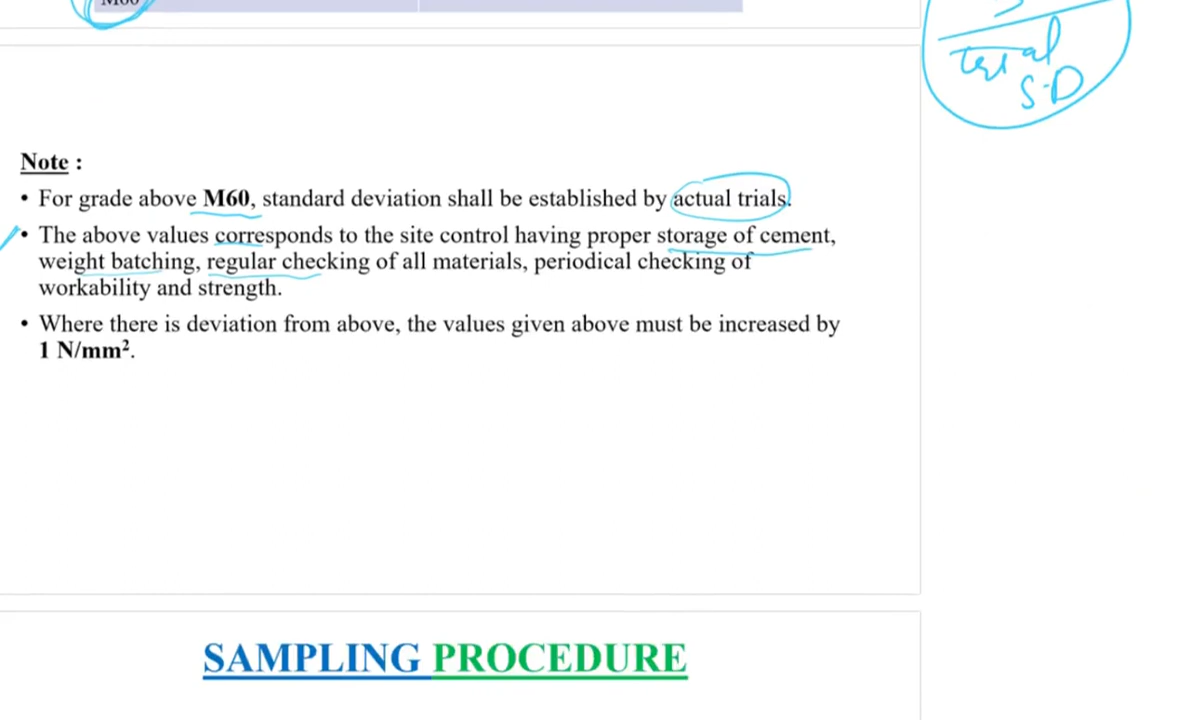 M60
trial
S.D
Note :
• For grade above M60, standard deviation shall be established by actual trials.
• The above values corresponds to the site control having proper storage of cement,
weight batching, regular checking of all materials, periodical checking of
workability and strength.
• Where there is deviation from above, the values given above must be increased by
1 N/mm².
SAMPLING PROCEDURE